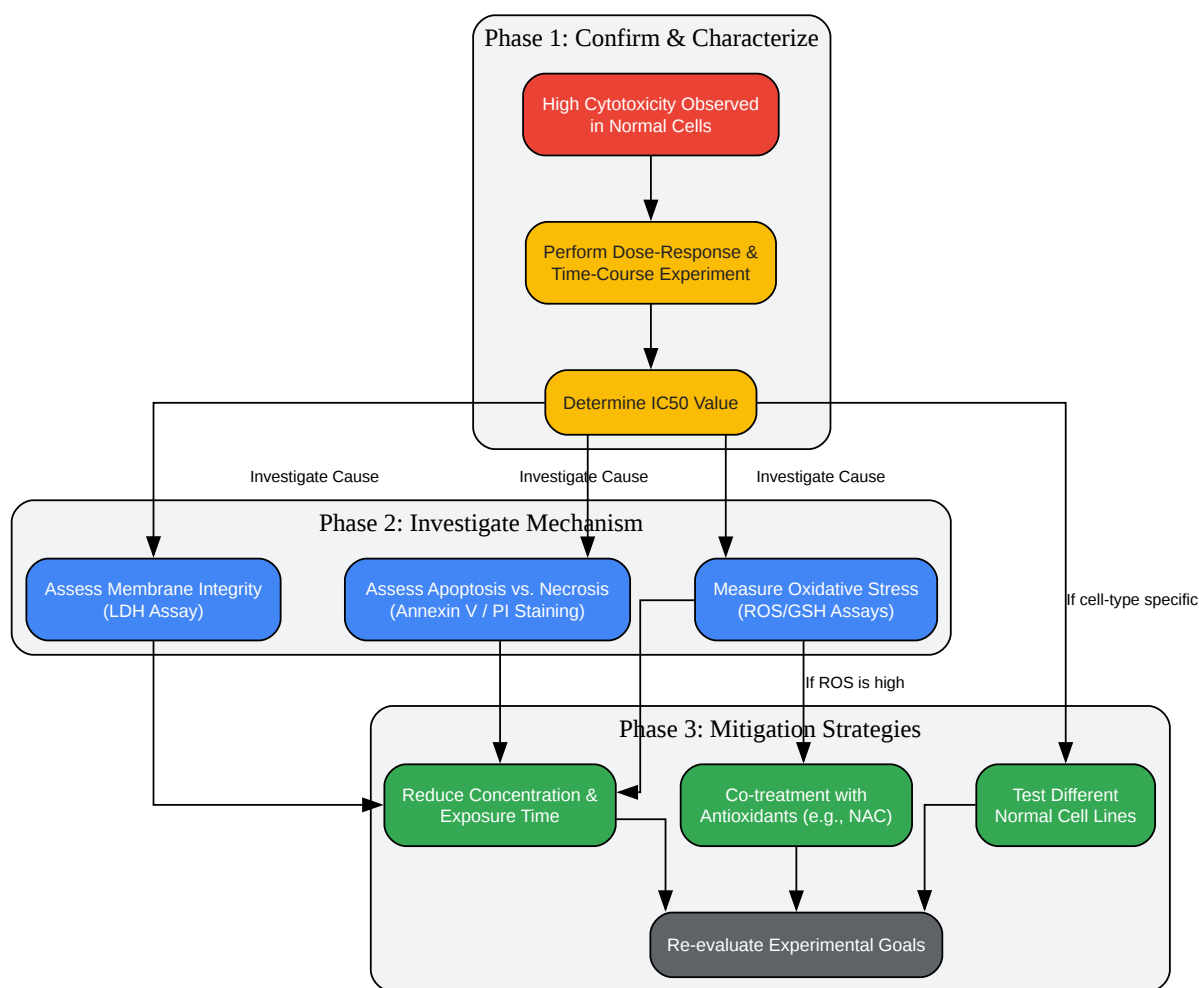 Phase 1: Confirm & Characterize
High Cytotoxicity Observed
in Normal Cells
Perform Dose-Response &
Time-Course Experiment
Determine IC50 Value
Investigate Cause
Investigate Cause
Investigate Cause
Phase 2: Investigate Mechanism
Assess Membrane Integrity
(LDH Assay)
Assess Apoptosis vs. Necrosis
(Annexin V / PI Staining)
Measure Oxidative Stress
(ROS/GSH Assays)
If cell-type specific
If ROS is high
Phase 3: Mitigation Strategies
Reduce Concentration &
Exposure Time
Co-treatment with
Antioxidants (e.g., NAC)
Test Different
Normal Cell Lines
Re-evaluate Experimental Goals